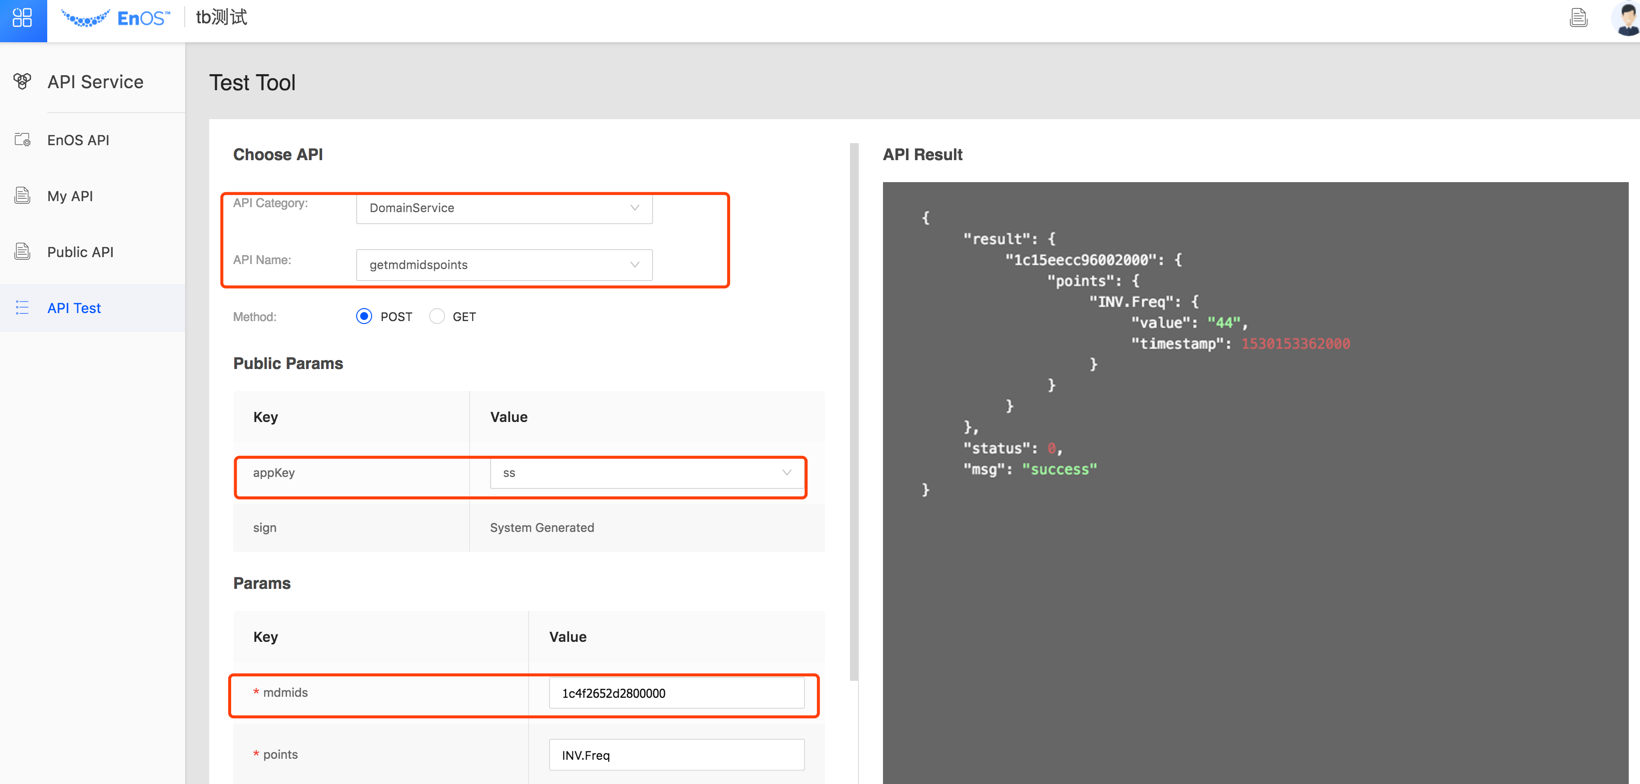 EnOS™ tb测试
API Service
EnOS API
My API
Public API
API Test
Test Tool
Choose API
API Category: DomainService
API Name: getmdmidspoints
Method: POST GET
Public Params
Key Value
appKey ss
sign System Generated
Params
Key Value
* mdmids 1c4f2652d2800000
* points INV.Freq
API Result
{
"result": {
"1c15eecc96002000": {
"points": {
"INV.Freq": {
"value": "44",
"timestamp": 1530153362000
}
}
}
},
"status": 0,
"msg": "success"
}